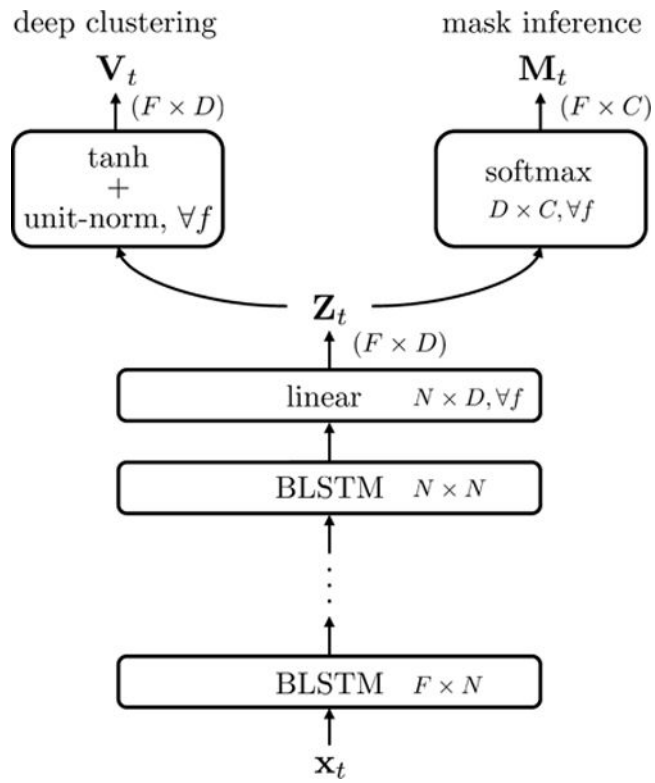 deep clustering
mask inference
V_t
M_t
(F × D)
(F × C)
tanh
+
unit-norm, ∀f
softmax
D × C, ∀f
Z_t
(F × D)
linear N × D, ∀f
BLSTM N × N
⋮
BLSTM F × N
x_t